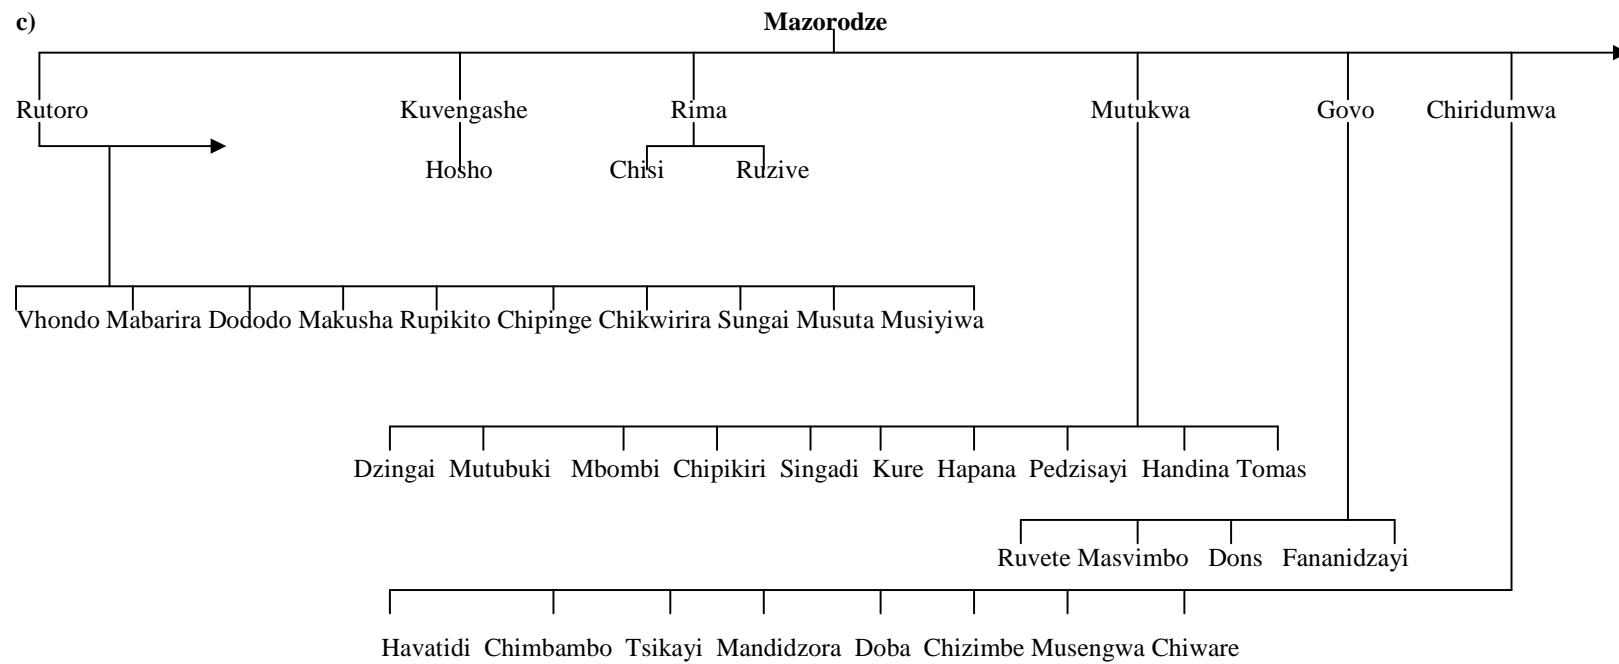 c) Mazorodze
Rutoro Kuvengashe Rima Mutukwa Govo Chiridumwa
Hosho Chisi Ruzive
Vhondo Mabarira Dododo Makusha Rupikito Chipinge Chikwirira Sungai Musuta Musiyiwa
Dzingai Mutubuki Mbombi Chipikiri Singadi Kure Hapana Pedzisayi Handina Tomas
Ruvete Masvimbo Dons Fananidzayi
Havatidi Chimbambo Tsikayi Mandidzora Doba Chizimbe Musengwa Chiware